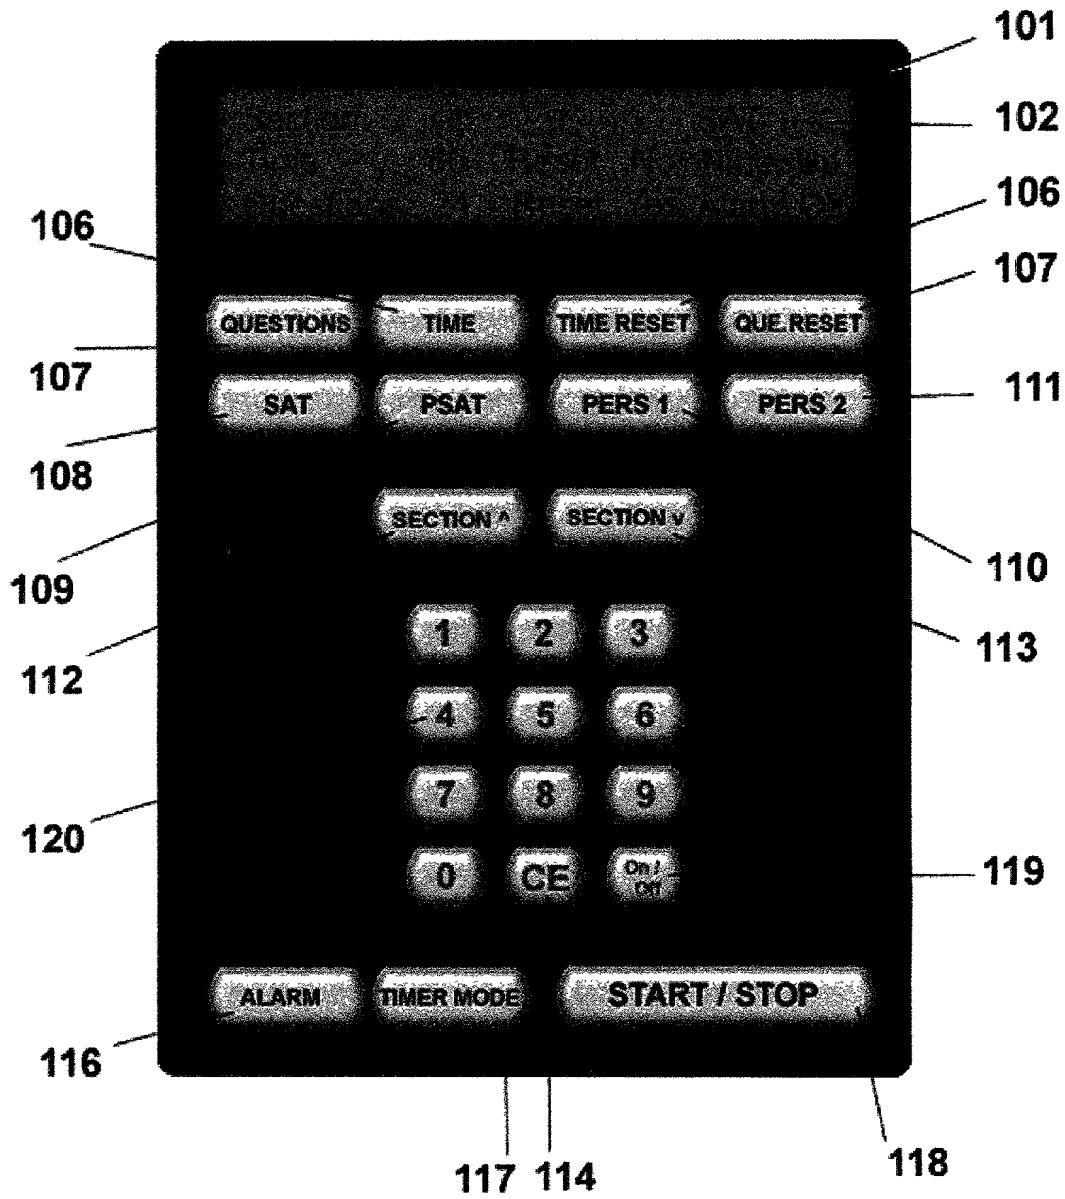 101
102
106
106
107
QUESTIONS TIME TIME RESET QUE.RESET
107
SAT PSAT PERS 1 PERS 2
111
108
SECTION ^ SECTION v
109
110
1 2 3
112
113
4 5 6
7 8 9
120
0 CE On / Off
119
ALARM TIMER MODE START / STOP
116
117 114
118